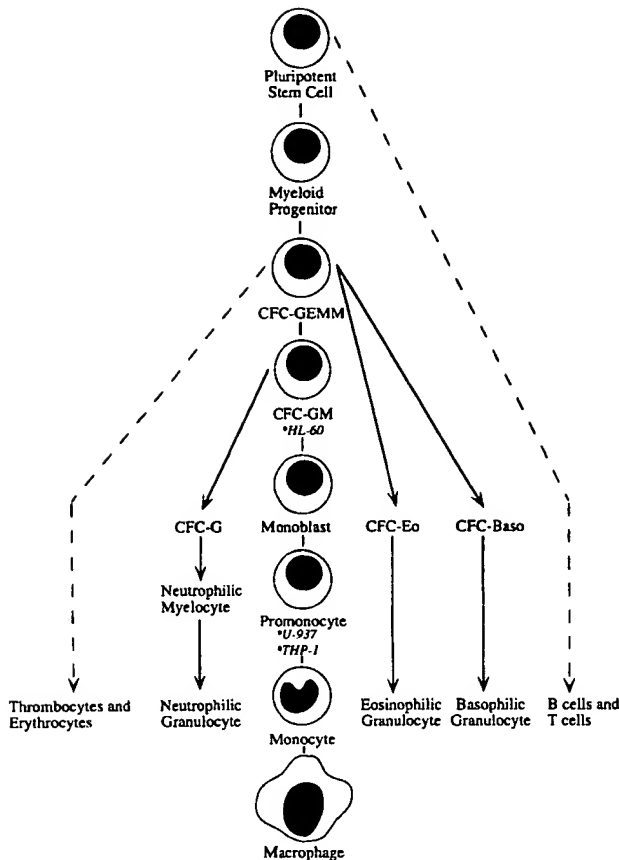 Pluripotent
Stem Cell
Myeloid
Progenitor
CFC-GEMM
CFC-GM
*HL-60
CFC-G
Monoblast
CFC-Eo
CFC-Baso
Neutrophilic
Myelocyte
Promonocyte
*U-937
*THP-1
Thrombocytes and
Erythrocytes
Neutrophilic
Granulocyte
Monocyte
Eosinophilic
Granulocyte
Basophilic
Granulocyte
B cells and
T cells
Macrophage